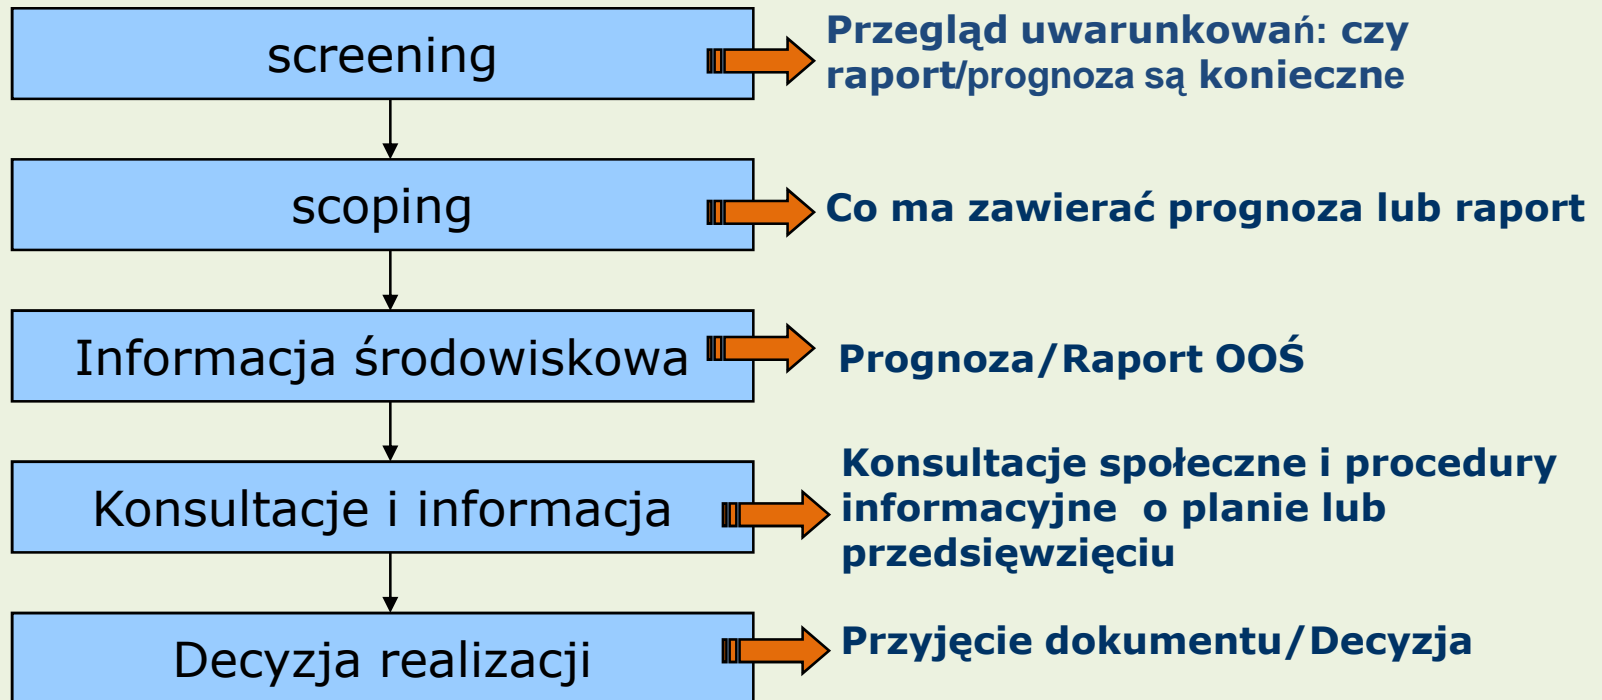 screening
Przegląd uwarunkowań: czy
raport/prognoza są konieczne
scoping
Co ma zawierać prognoza lub raport
Informacja środowiskowa
Prognoza/Raport OOŚ
Konsultacje i informacja
Konsultacje społeczne i procedury
informacyjne o planie lub
przedsięwzięciu
Decyzja realizacji
Przyjęcie dokumentu/Decyzja